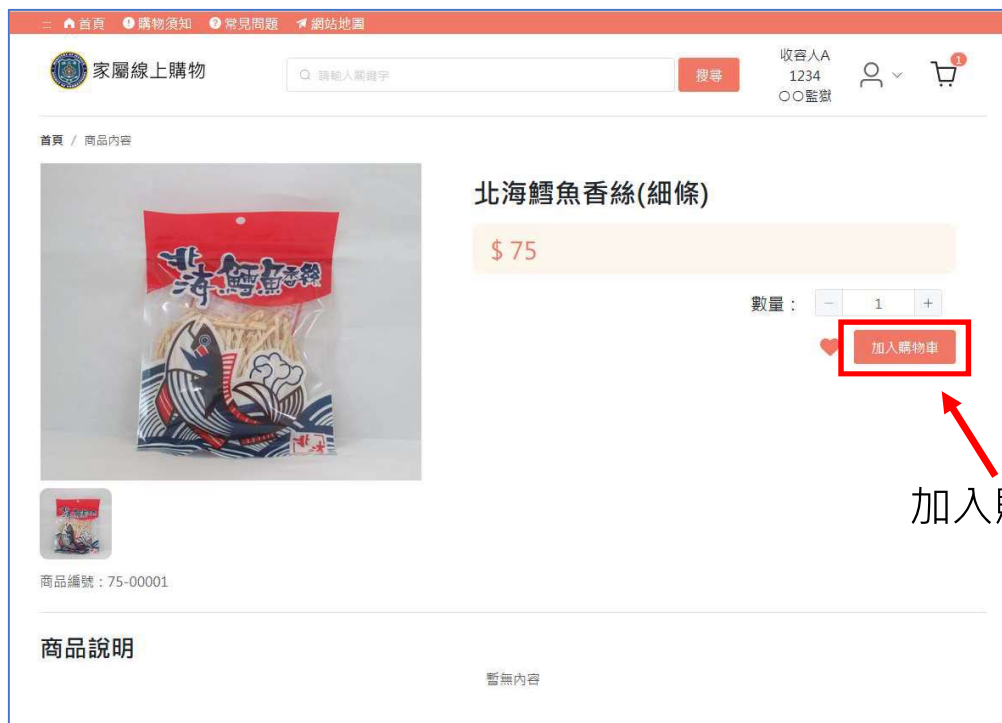 ::: 首頁 購物須知 常見問題 網站地圖
家屬線上購物
請輸入關鍵字
搜尋
收容人A
1234
○○監獄
1
首頁 / 商品內容
北海鱈魚香絲
北海
北海鱈魚香絲(細條)
$ 75
數量： － 1 +
加入購物車
加入
商品編號：75-00001
商品說明
暫無內容